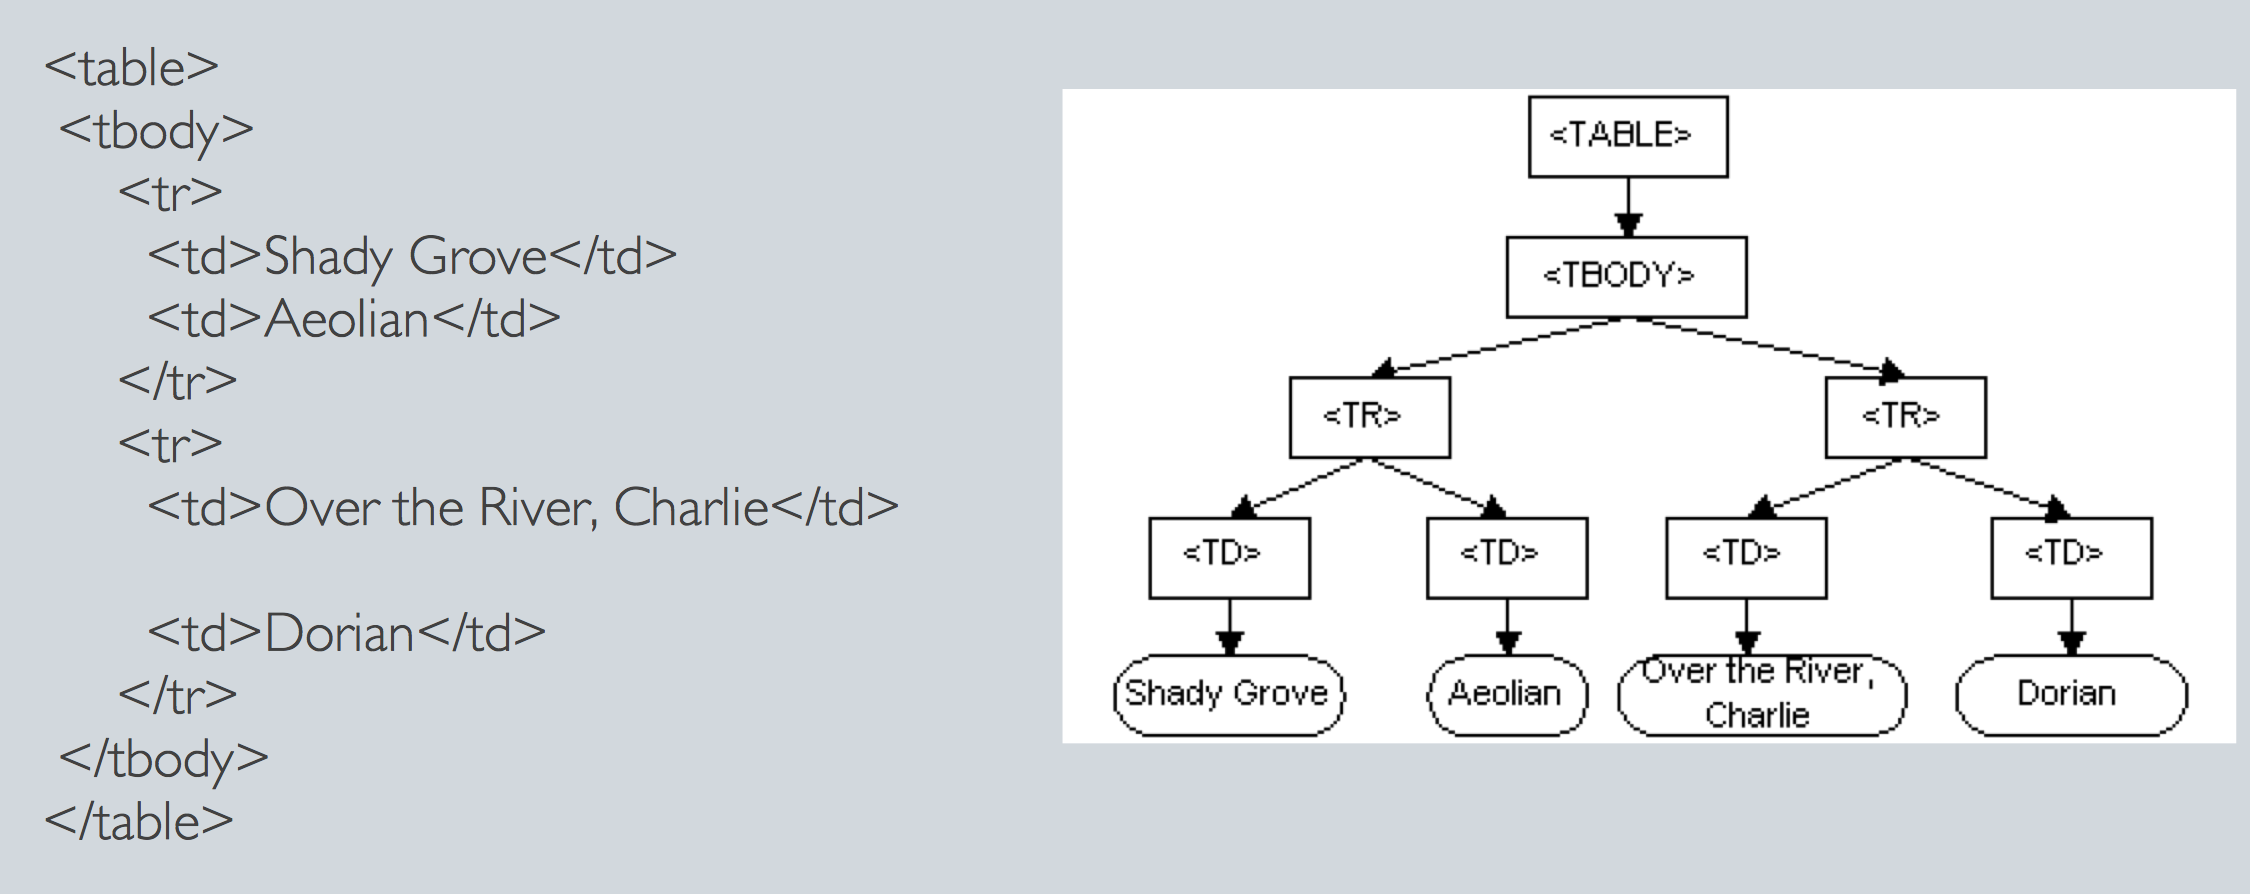 <table>
<tbody>
<tr>
<td>Shady Grove</td>
<td>Aeolian</td>
</tr>
<tr>
<td>Over the River, Charlie</td>
<td>Dorian</td>
</tr>
</tbody>
</table>
<TABLE>
<TBODY>
<TR> <TR>
<TD> <TD> <TD> <TD>
Shady Grove Aeolian Over the River, Dorian
Charlie